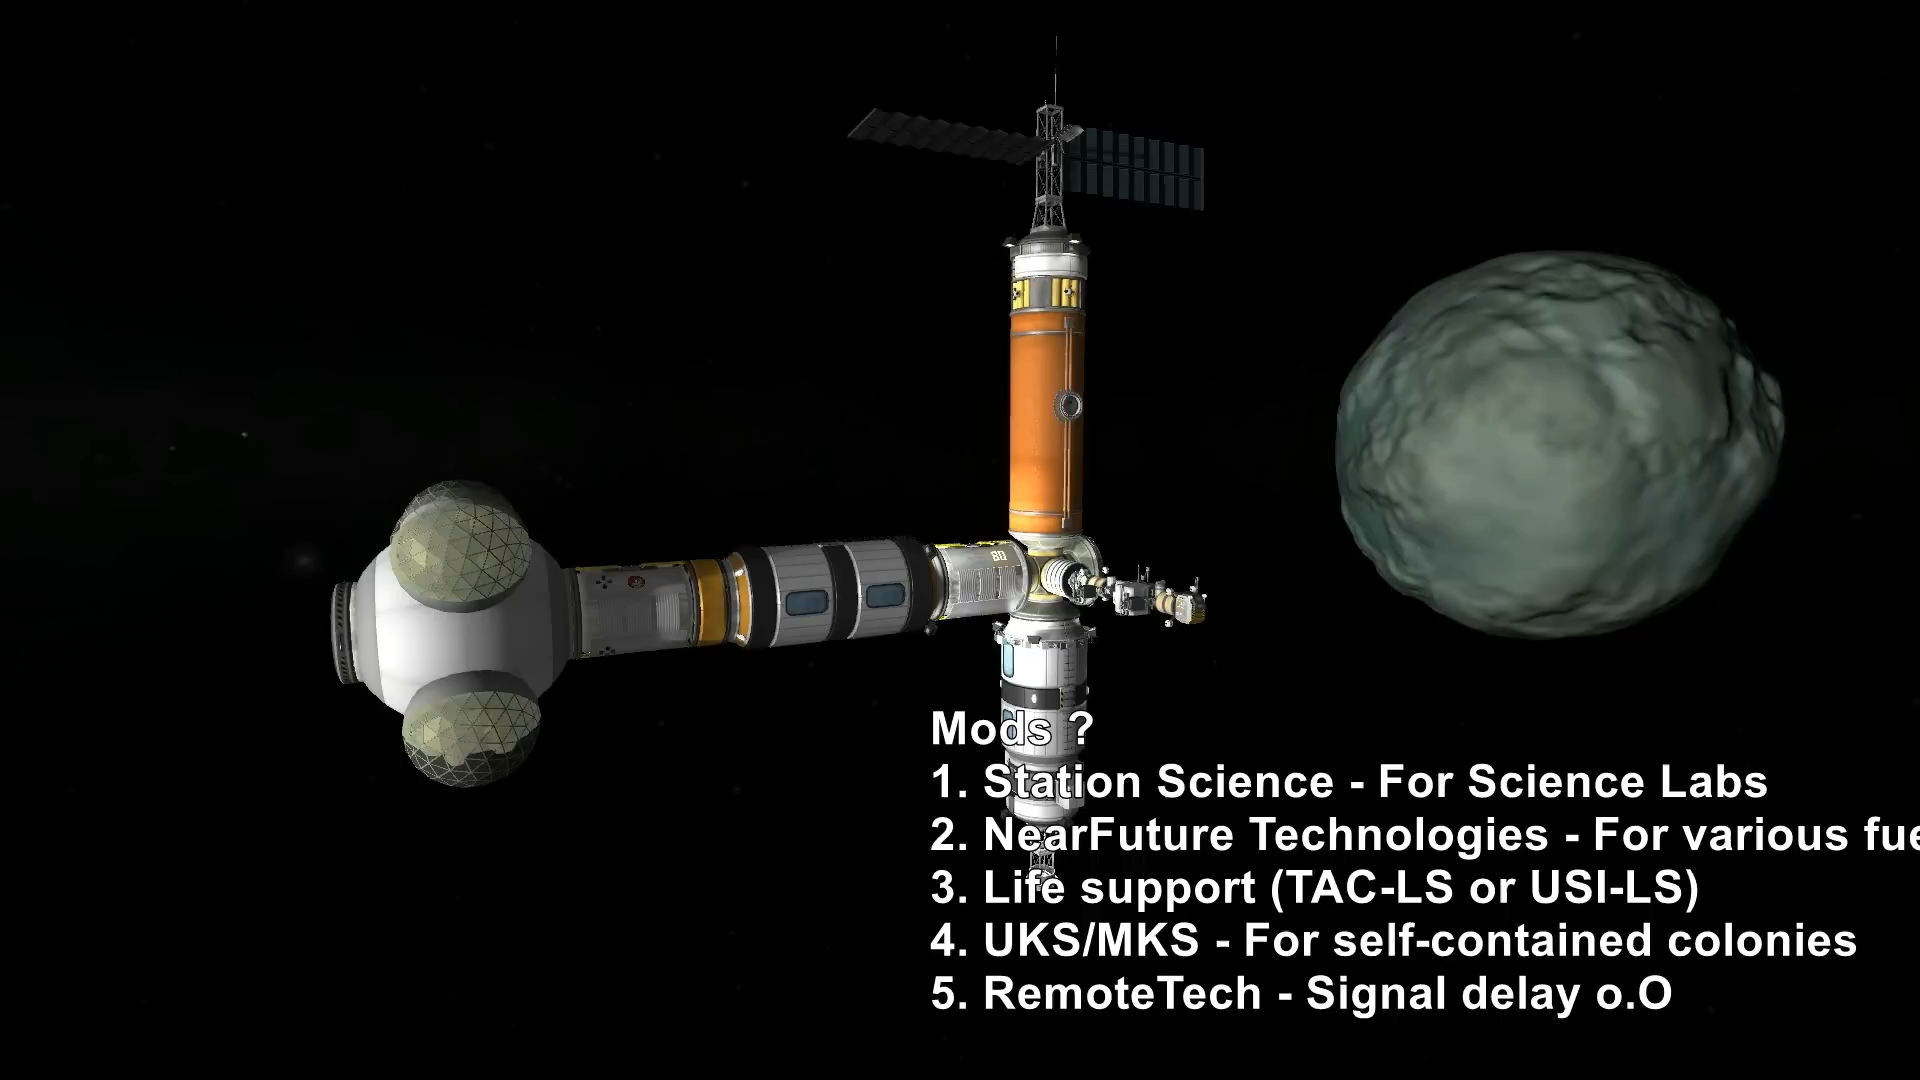 80
Mods ?
1. Station Science - For Science Labs
2. NearFuture Technologies - For various
3. Life support (TAC-LS or USI-LS)
4. UKS/MKS - For self-contained colonies
5. RemoteTech - Signal delay o.O